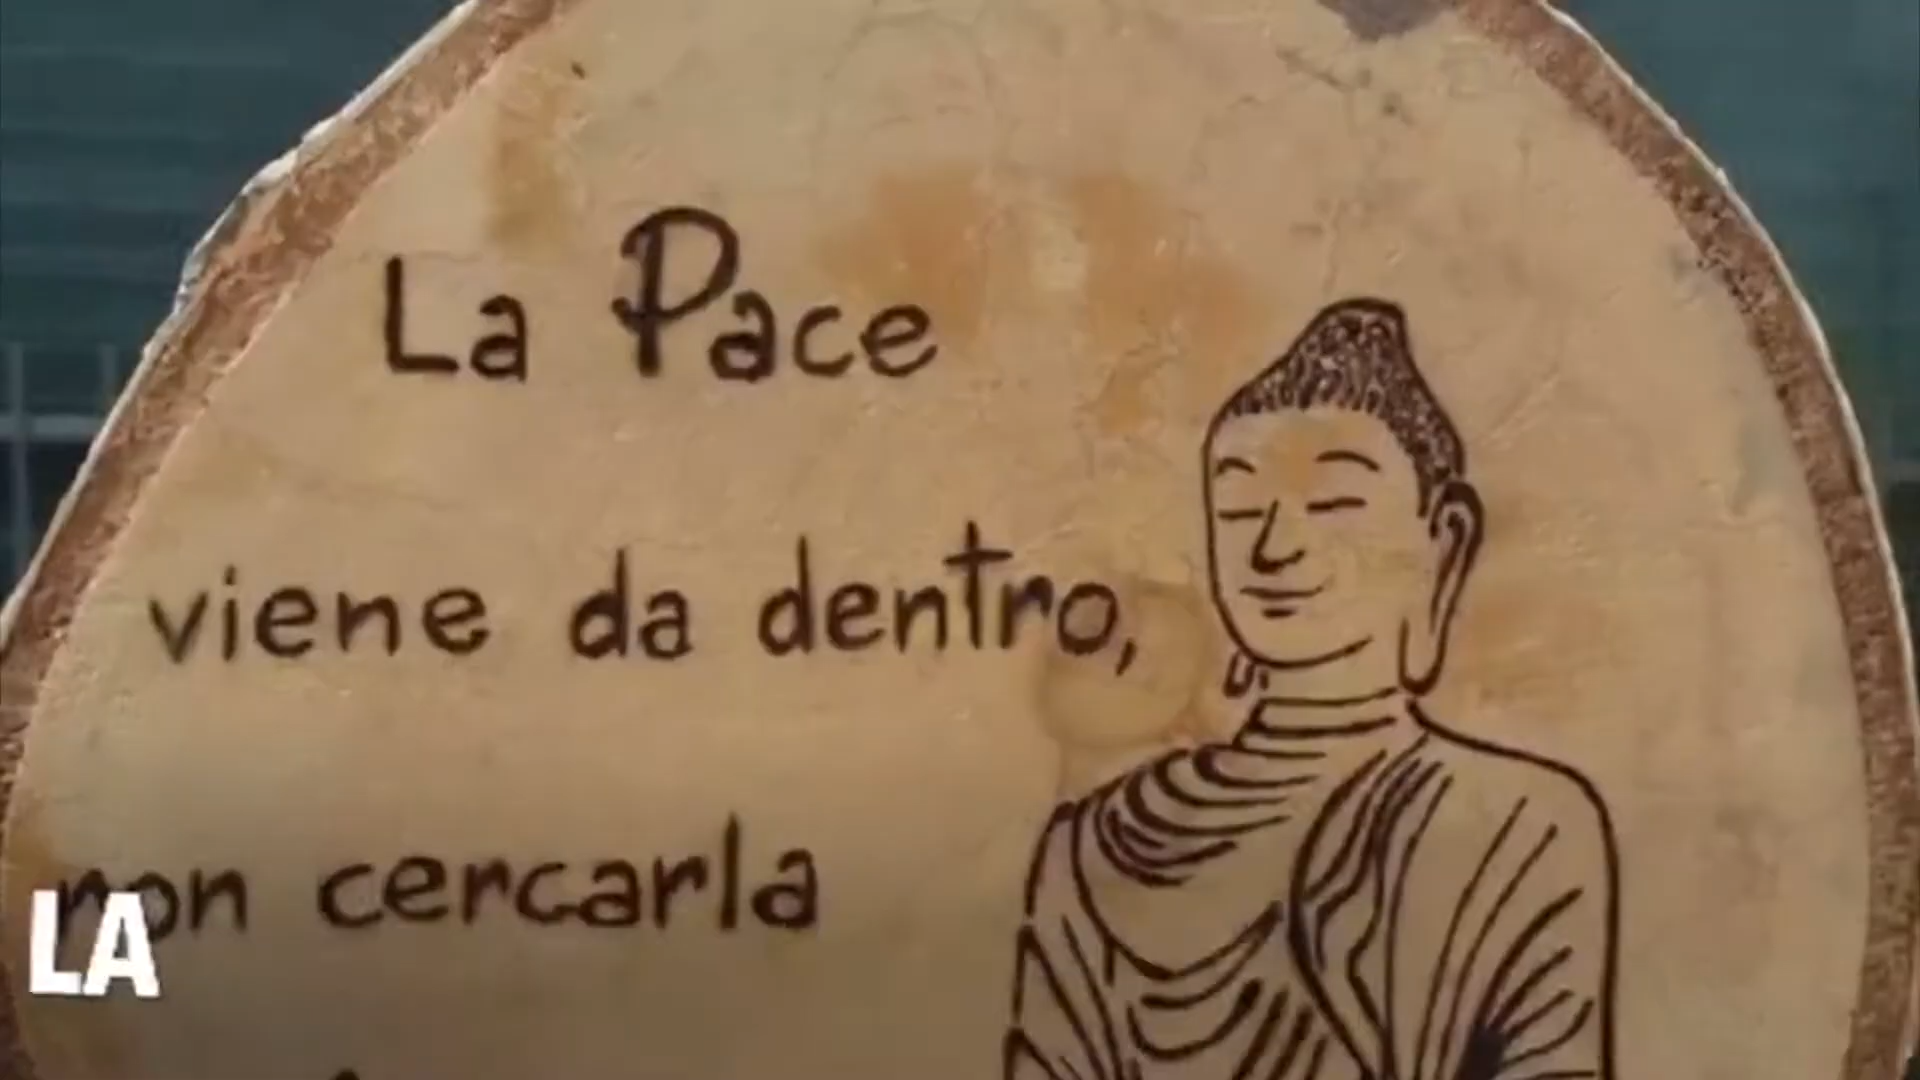 La Pace
viene da dentro,
non cercarla
LA